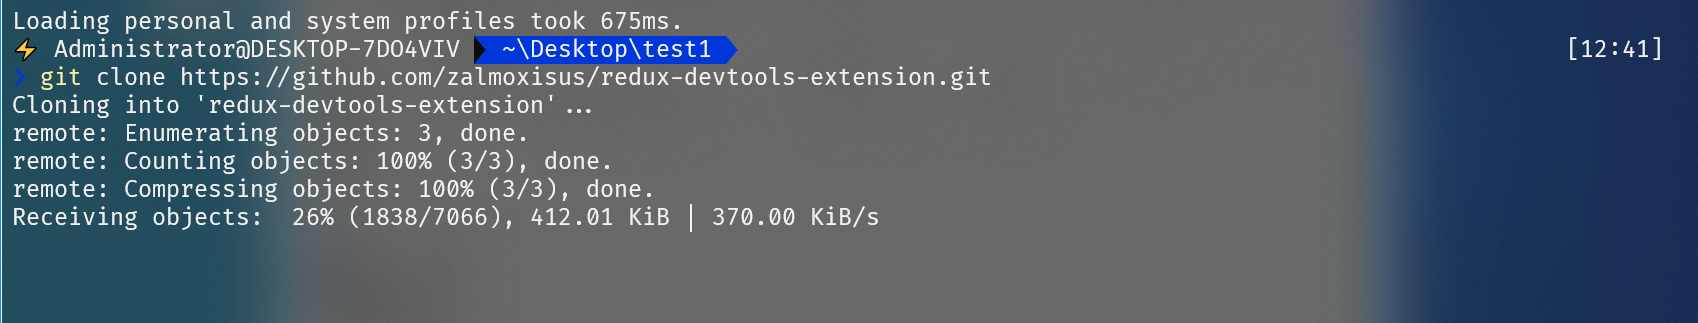 Loading personal and system profiles took 675ms.
⚡ Administrator@DESKTOP-7DO4VIV ~\Desktop\test1 [12:41]
❯ git clone https://github.com/zalmoxisus/redux-devtools-extension.git
Cloning into 'redux-devtools-extension'...
remote: Enumerating objects: 3, done.
remote: Counting objects: 100% (3/3), done.
remote: Compressing objects: 100% (3/3), done.
Receiving objects:  26% (1838/7066), 412.01 KiB | 370.00 KiB/s